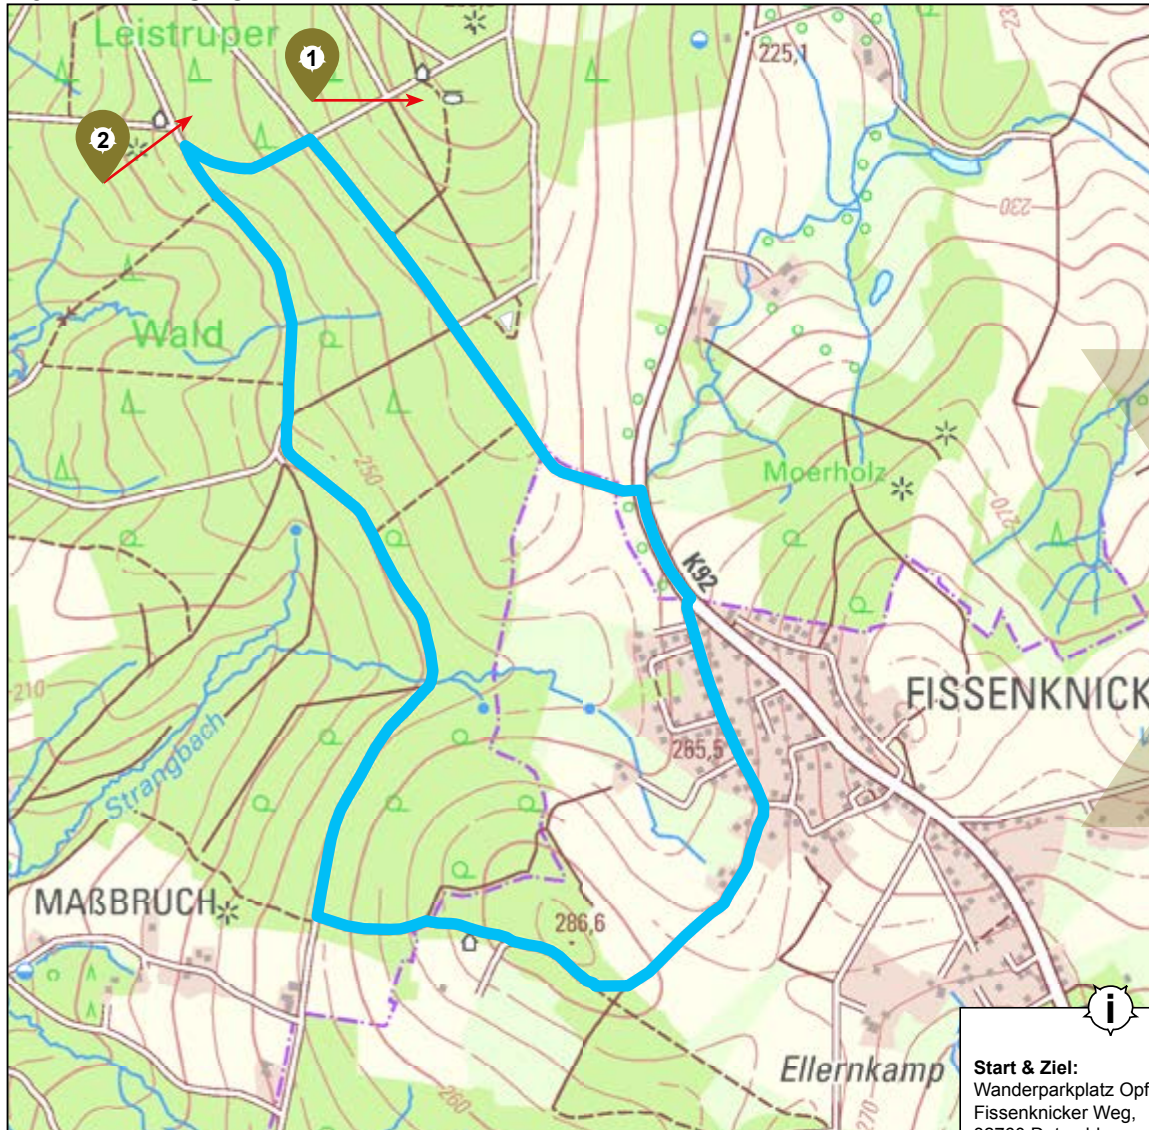 Leistruper
1
2
225,1
230
Wald
250
Moerholz
270
K92
210
FISSENKNICK
Strangbach
265,5
MAßBRUCH
286,6
Ellernkamp
260
270
i
Start & Ziel:
Wanderparkplatz Opf
Fissenknicker Weg,